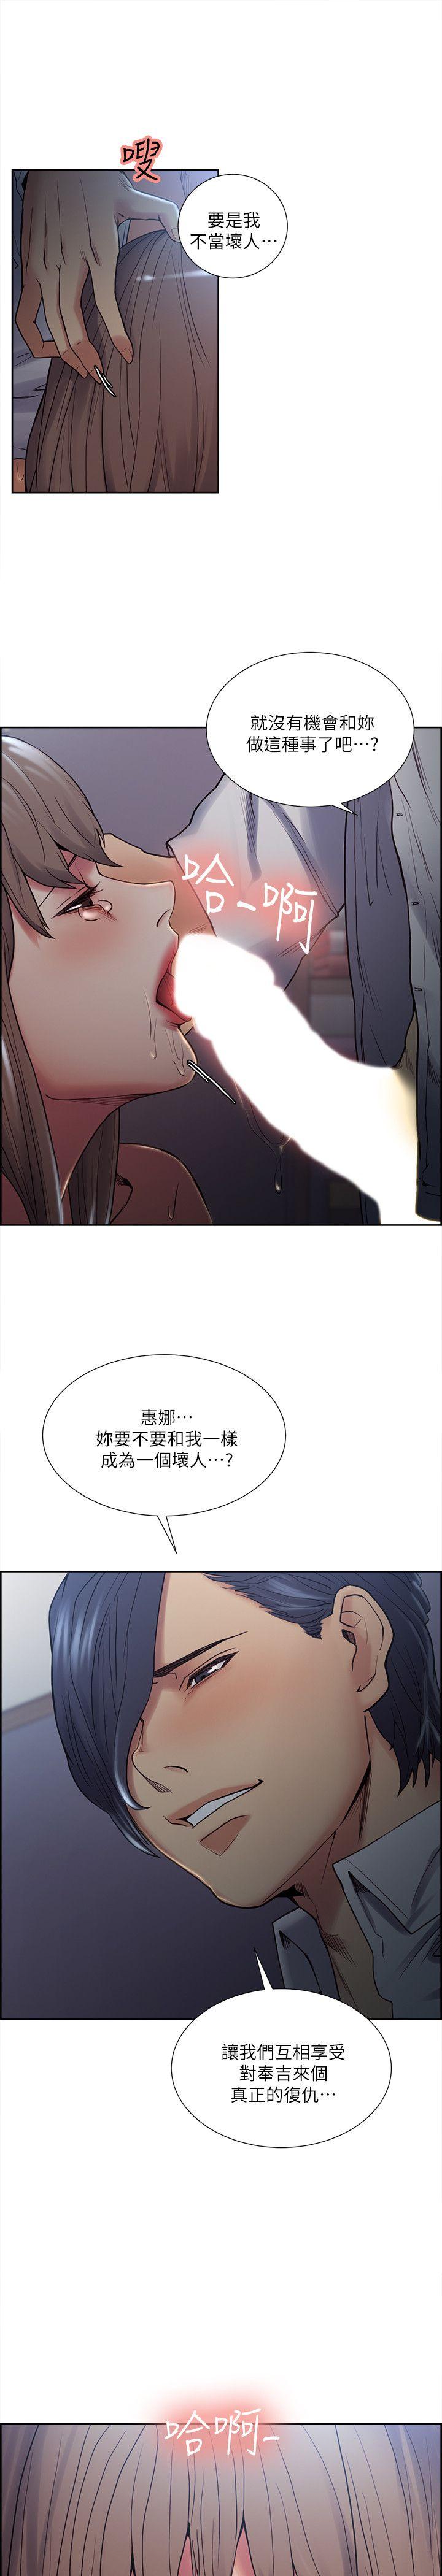 嗖
要是我
不當壞人⋯
就沒有機會和妳
做這種事了吧⋯?
哈-啊
惠娜⋯
妳要不要和我一樣
成為一個壞人⋯?
讓我們互相享受
對奉吉來個
真正的復仇⋯
哈啊-